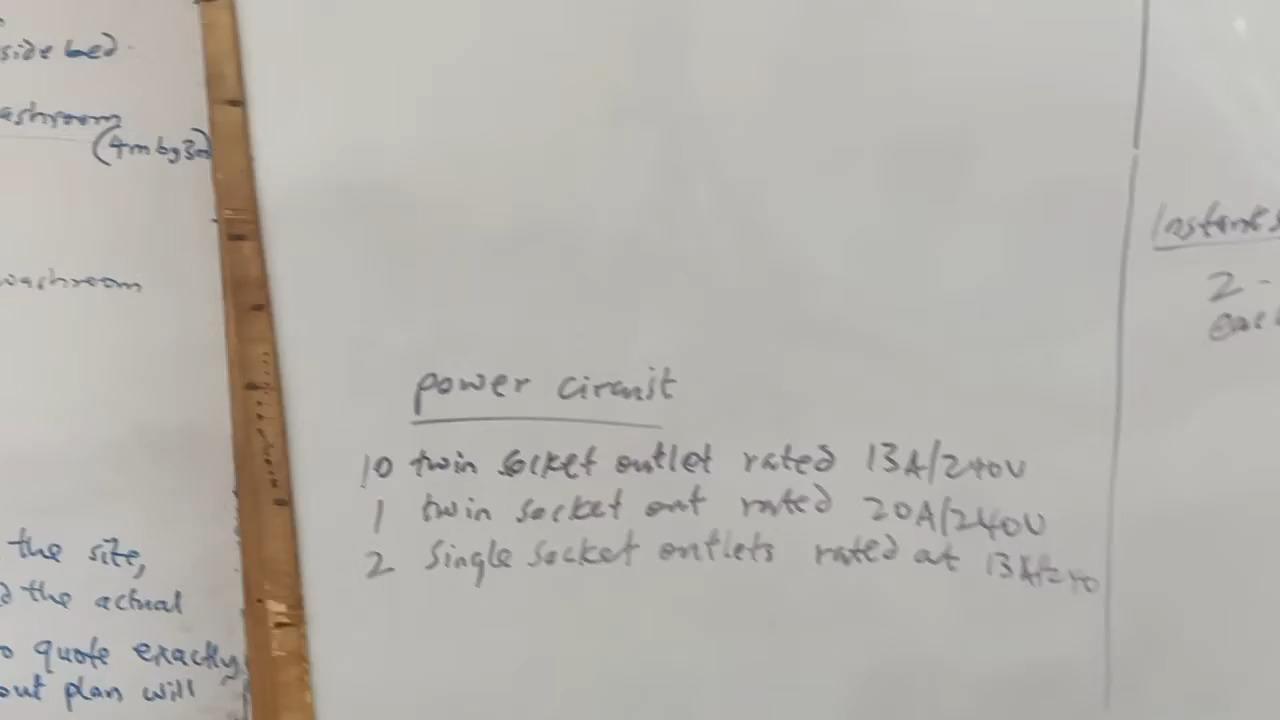 side bed.
ashroom
(4m by 3m)
washroom
the site,
the actual
quote exactly
out plan will
power circuit
10 twin socket outlet rated 13A/240V
1 twin socket out rated 20A/240V
2 single socket outlets rated at 13A/240
2 -